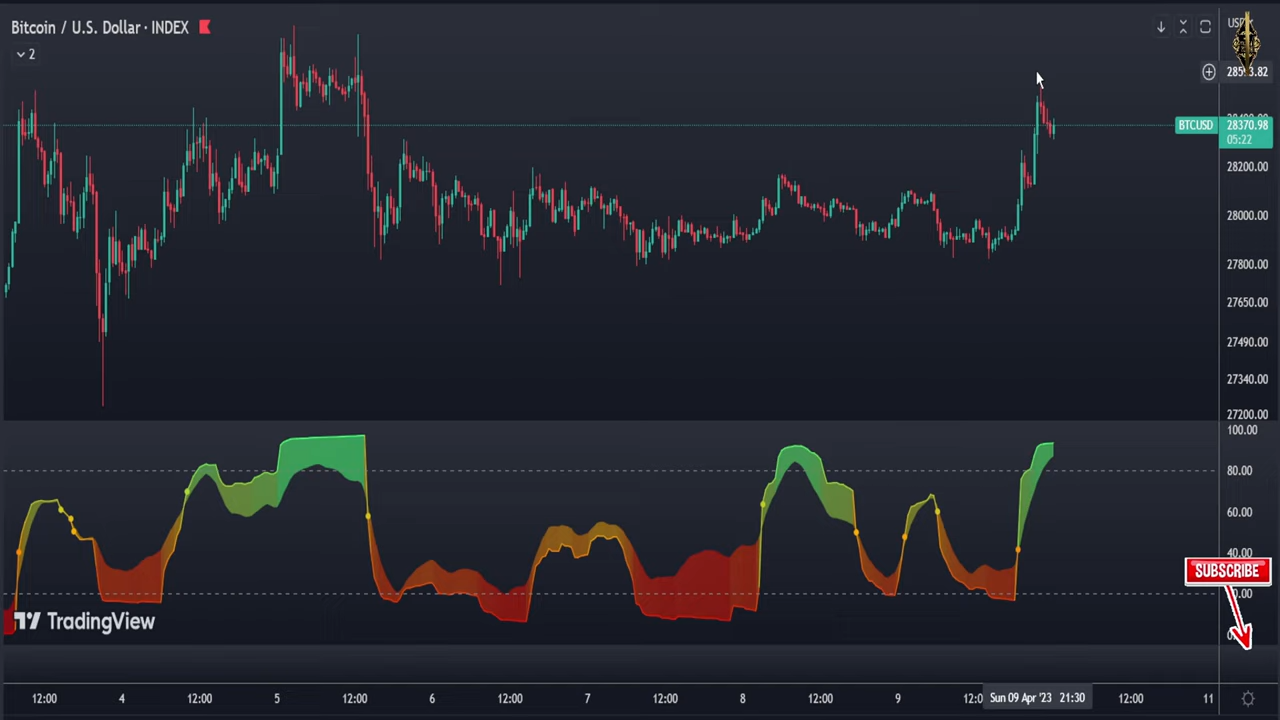 Bitcoin / U.S. Dollar · INDEX
2
BTCUSD
28370.98
05:22
28200.00
28000.00
27800.00
27650.00
27490.00
27340.00
27200.00
100.00
80.00
60.00
40.00
SUBSCRIBE
TradingView
12:00 4 12:00 5 12:00 6 12:00 7 12:00 8 12:00 9 Sun 09 Apr '23 21:30 12:00 11